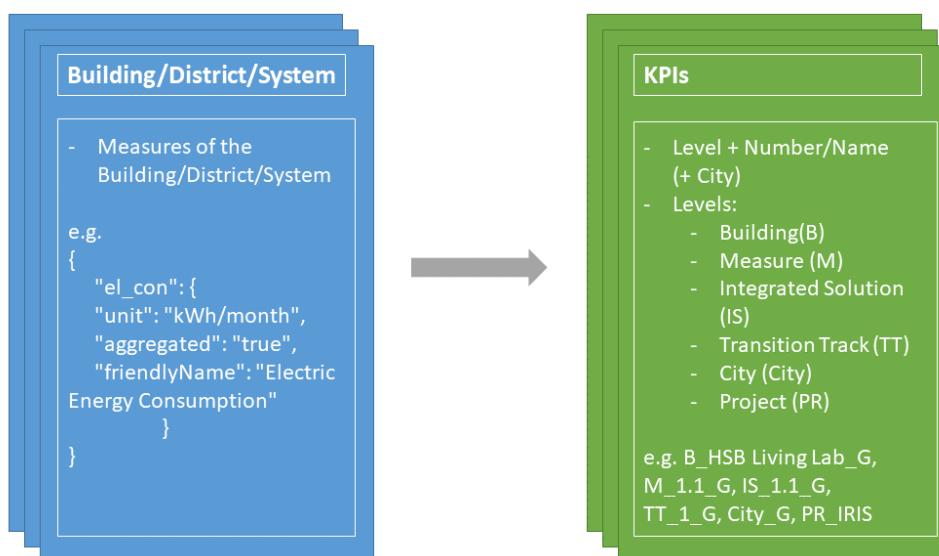 Building/District/System
- Measures of the
Building/District/System
e.g.
{
"el_con": {
"unit": "kWh/month",
"aggregated": "true",
"friendlyName": "Electric
Energy Consumption"
}
}
KPIs
- Level + Number/Name
(+ City)
- Levels:
- Building(B)
- Measure (M)
- Integrated Solution
(IS)
- Transition Track (TT)
- City (City)
- Project (PR)
e.g. B_HSB Living Lab_G,
M_1.1_G, IS_1.1_G,
TT_1_G, City_G, PR_IRIS